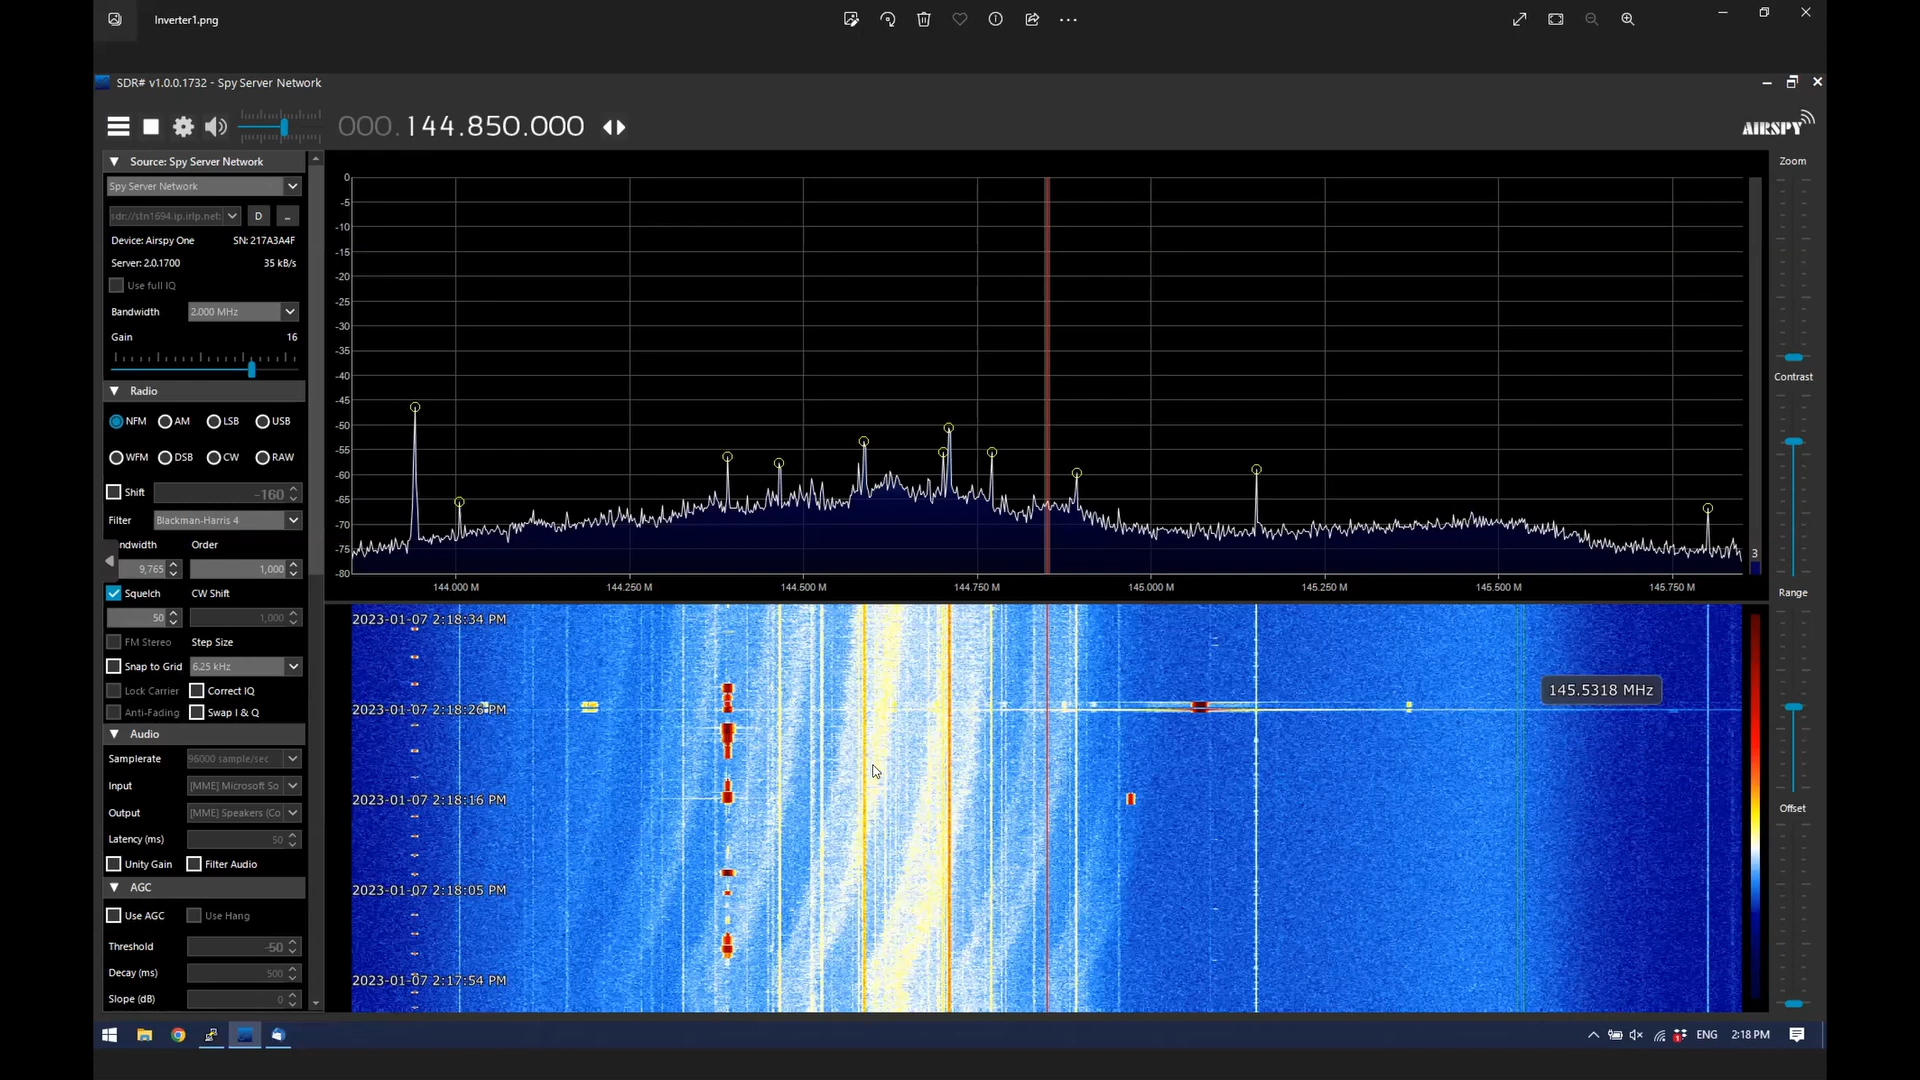 Inverter1.png
SDR# v1.0.0.1732 - Spy Server Network
000.144.850.000
AIRSPY
Source: Spy Server Network
Spy Server Network
sdr://stn1694.ip.irlp.net:
D
Device: Airspy One SN: 217A3A4F
Server: 2.0.1700 35 kB/s
Use full IQ
Bandwidth 2.000 MHz
Gain 16
Radio
NFM AM LSB USB
WFM DSB CW RAW
Shift -160
Filter Blackman-Harris 4
ndwidth Order
9,765 1,000
Squelch CW Shift
50 1,000
FM Stereo Step Size
Snap to Grid 6.25 kHz
Lock Carrier Correct IQ
Anti-Fading Swap I & Q
Audio
Samplerate 96000 sample/sec
Input [MME] Microsoft So
Output [MME] Speakers (Co
Latency (ms) 50
Unity Gain Filter Audio
AGC
Use AGC Use Hang
Threshold -50
Decay (ms) 500
Slope (dB) 0
0
-5
-10
-15
-20
-25
-30
-35
-40
-45
-50
-55
-60
-65
-70
-75
-80
3
144.000 M 144.250 M 144.500 M 144.750 M 145.000 M 145.250 M 145.500 M 145.750 M
2023-01-07 2:18:34 PM
145.5318 MHz
2023-01-07 2:18:26 PM
2023-01-07 2:18:16 PM
2023-01-07 2:18:05 PM
2023-01-07 2:17:54 PM
Zoom
Contrast
Range
Offset
1 ENG 2:18 PM